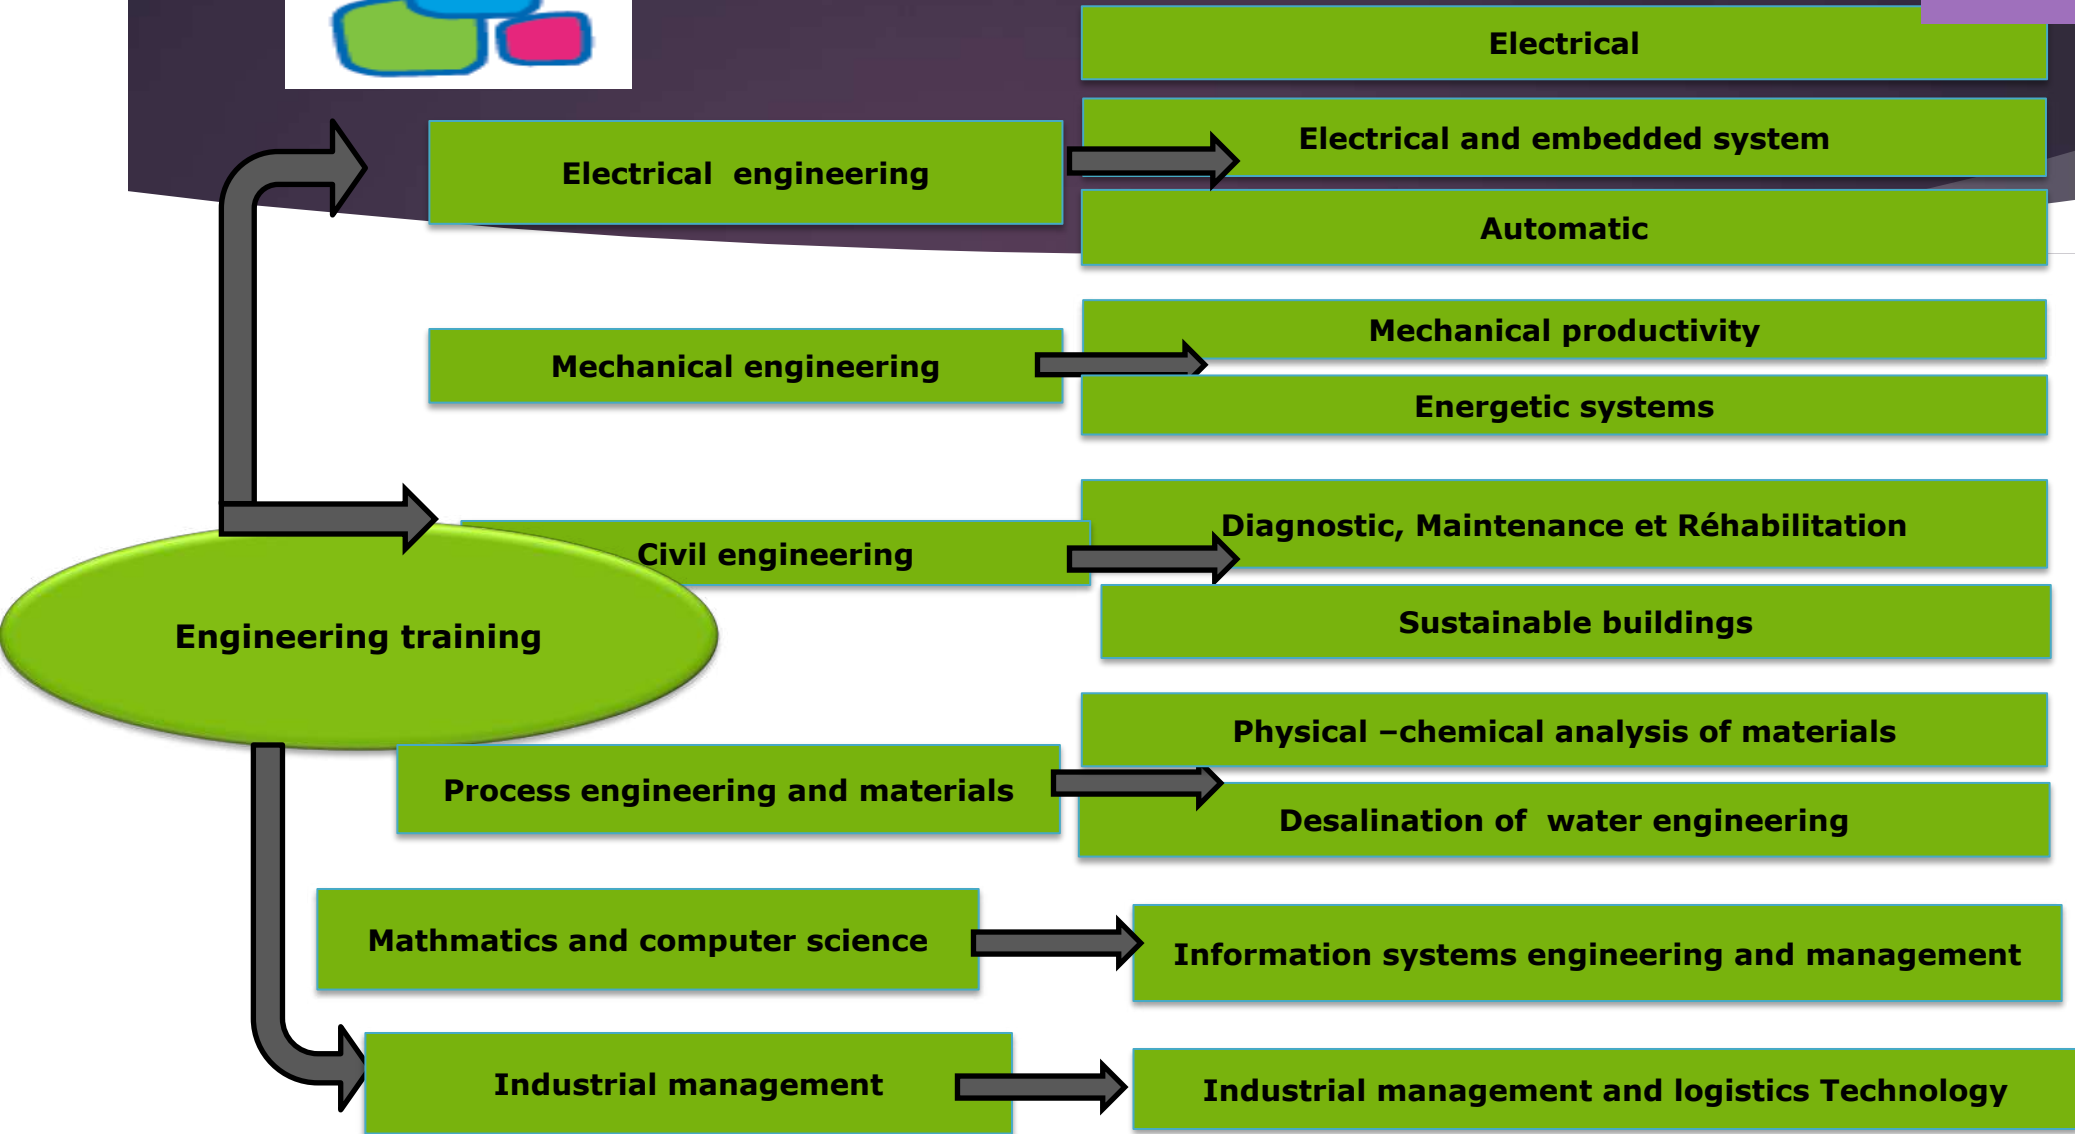 Electrical
Electrical engineering
Electrical and embedded system
Automatic
Mechanical engineering
Mechanical productivity
Energetic systems
Civil engineering
Diagnostic, Maintenance et Réhabilitation
Sustainable buildings
Engineering training
Process engineering and materials
Physical –chemical analysis of materials
Desalination of water engineering
Mathmatics and computer science
Information systems engineering and management
Industrial management
Industrial management and logistics Technology